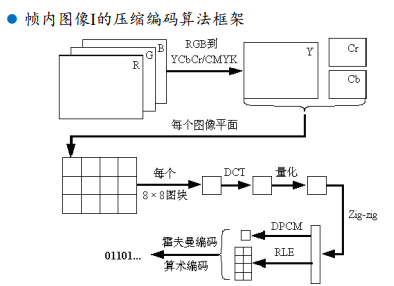 帧内图像I的压缩编码算法框架
B
G
R
RGB到
YCbCr/CMYK
Y
Cr
Cb
每个图像平面
每个
8×8图块
DCT
量化
Zig-zig
DPCM
RLE
霍夫曼编码
算术编码
01101...